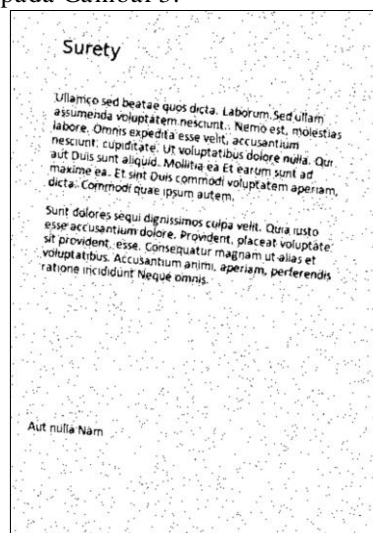 pada Gambar 3.
Surety
Ullamco sed beatae quos dicta. Laborum Sed ullam
assumenda voluptatem nesciunt. Nemo est, molestias
labore. Omnis expedita esse velit, accusantium
nesciunt, cupiditate. Ut voluptatibus dolore nulla. Qui
aut Duis sunt aliquid. Mollitia ea Et earum sunt ad
maxime ea. Et sint Duis commodi voluptatem aperiam,
dicta. Commodi quae ipsum autem.
Sunt dolores sequi dignissimos culpa velit. Quia iusto
esse accusantium dolore. Provident, placeat voluptate
sit provident, esse. Consequatur magnam ut alias et
voluptatibus. Accusantium animi, aperiam, perferendis
ratione incididunt Neque omnis.
Aut nulla Nam